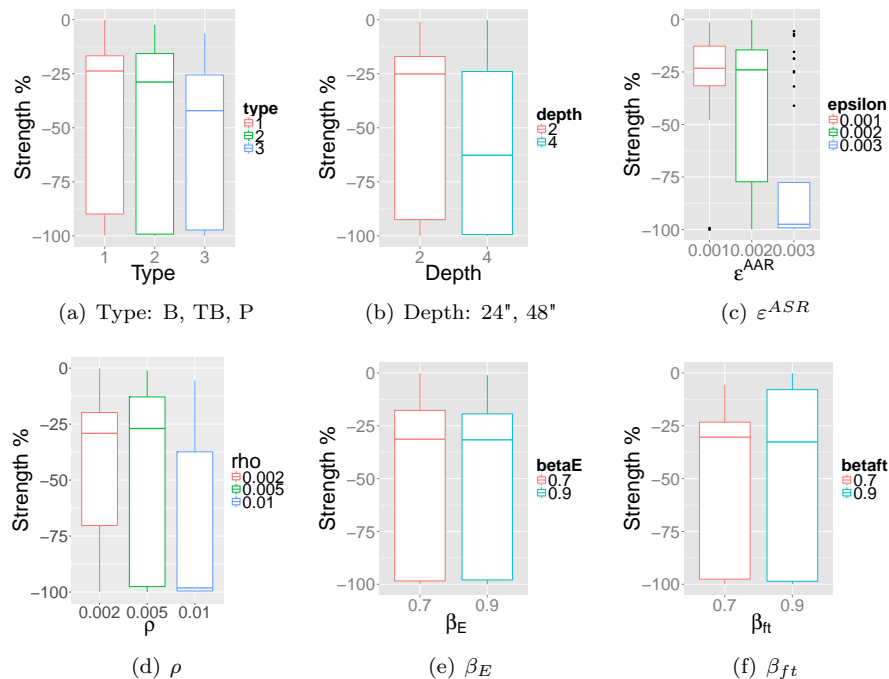 0
−25
−50
−75
−100
Strength %
1 2 3
Type
type
1
2
3
(a) Type: B, TB, P
0
−25
−50
−75
−100
Strength %
2 4
Depth
depth
2
4
(b) Depth: 24", 48"
0
−25
−50
−75
−100
Strength %
0.001 0.002 0.003
ε^AAR
epsilon
0.001
0.002
0.003
(c) ε^ASR
0
−25
−50
−75
−100
Strength %
0.002 0.005 0.01
ρ
rho
0.002
0.005
0.01
(d) ρ
0
−25
−50
−75
−100
Strength %
0.7 0.9
β_E
betaE
0.7
0.9
(e) β_E
0
−25
−50
−75
−100
Strength %
0.7 0.9
β_ft
betaft
0.7
0.9
(f) β_ft